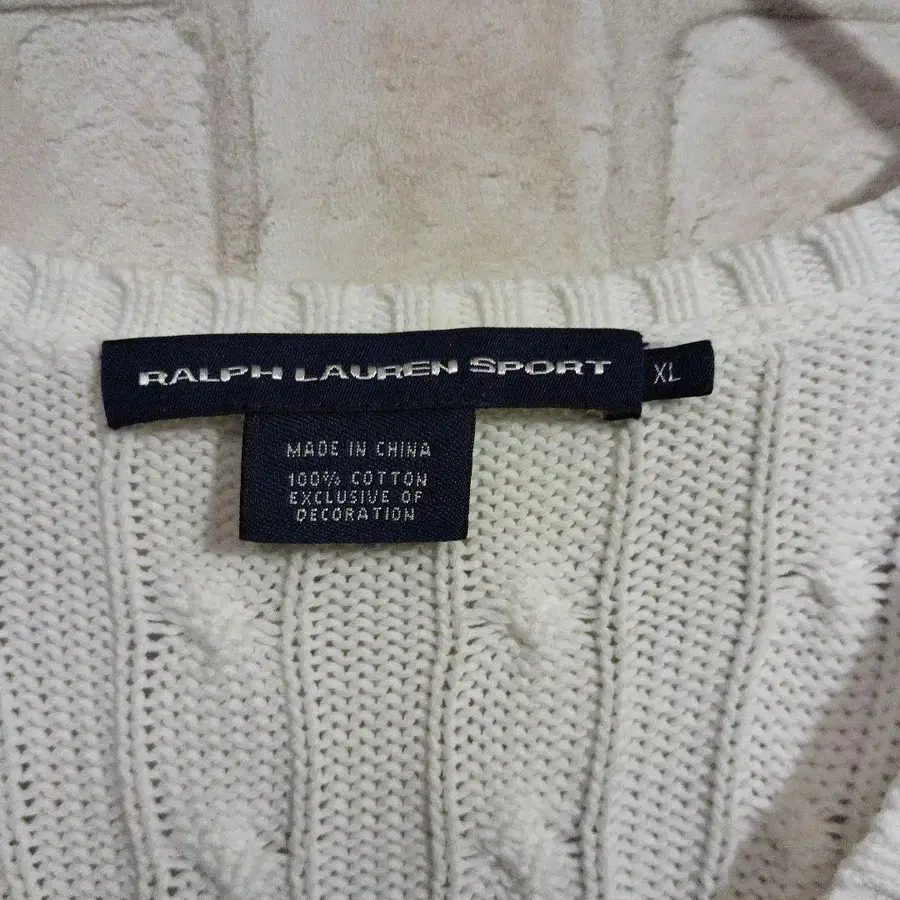 RALPH LAUREN SPORT
XL
MADE IN CHINA
100% COTTON
EXCLUSIVE OF
DECORATION